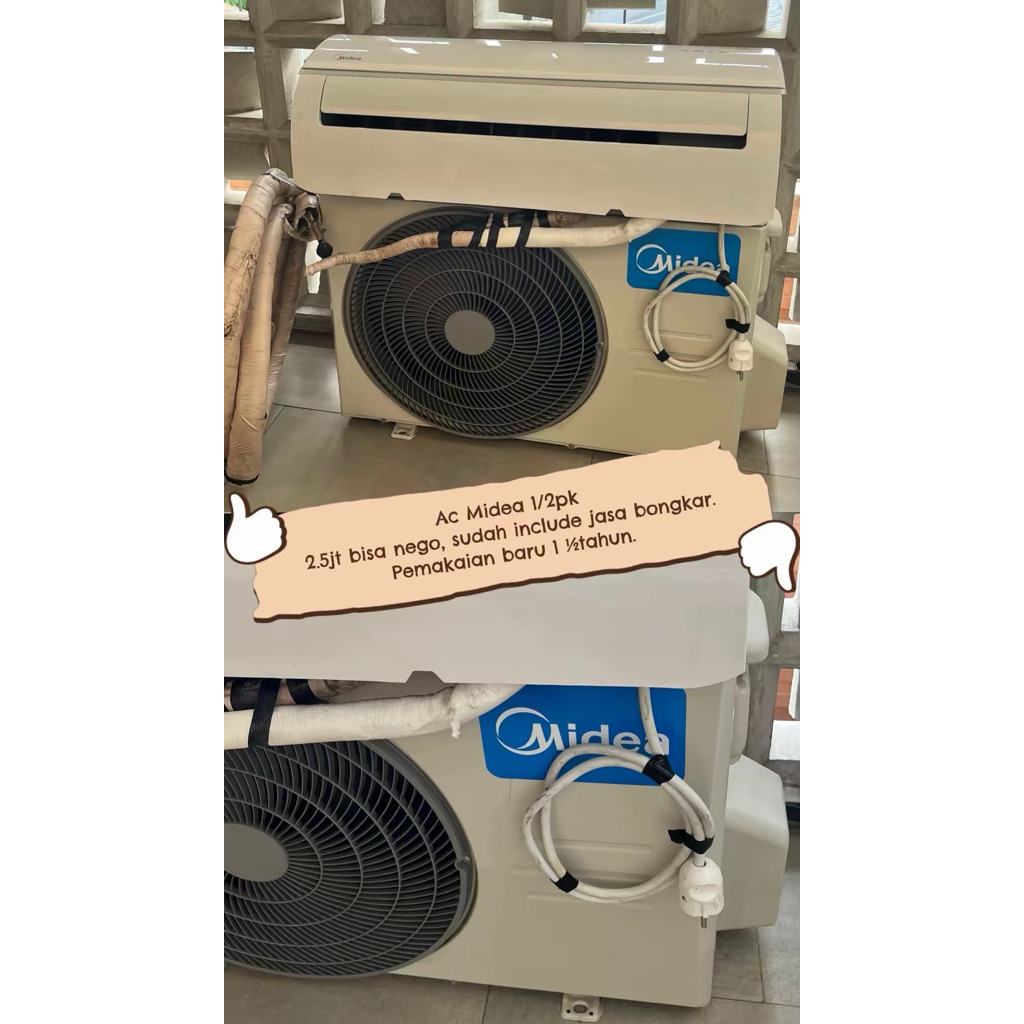 Midea
Midea
Ac Midea 1/2pk
2.5jt bisa nego, sudah include jasa bongkar.
Pemakaian baru 1 ½tahun.
Midea